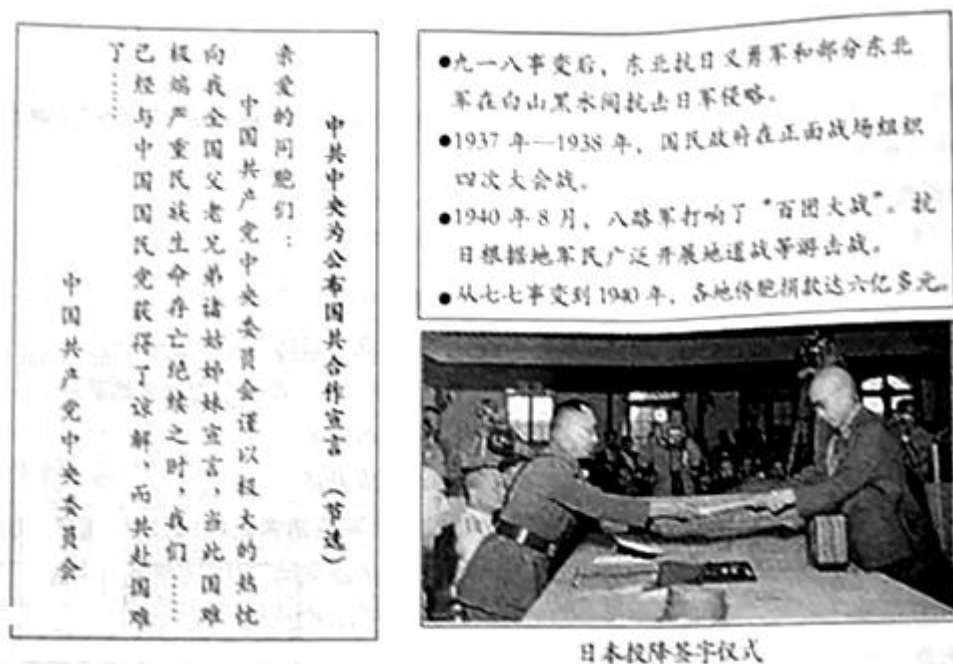 中共中央为公布国共合作宣言（节选）
亲爱的同胞们：
中国共产党中央委員会谨以极大的热忱
向我全国父老兄弟诸姑姊妹宣言，当此国难
极端严重民族生命存亡绝续之时，我们……
已经与中国国民党获得了谅解，而共赴国难
了……
中国共产党中央委員会
●九一八事变后，东北抗日义勇军和部分东北
军在白山黑水间抗击日军侵略。
●1937年—1938年，国民政府在正面战场组织
四次大会战。
●1940年8月，八路军打响了“百团大战”。抗
日根据地军民广泛开展地道战等游击战。
●从七七事变到1940年，各地侨胞捐款达六亿多元。
日本投降签字仪式